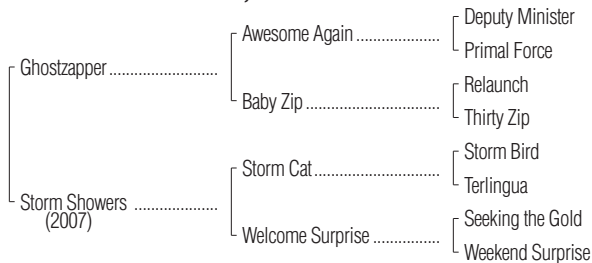 Deputy Minister
Awesome Again ..................
Primal Force
Ghostzapper ........................
Relaunch
Baby Zip .............................
Thirty Zip
Storm Bird
Storm Cat ...........................
Terlingua
Storm Showers ..................
(2007)
Seeking the Gold
Welcome Surprise ..............
Weekend Surprise